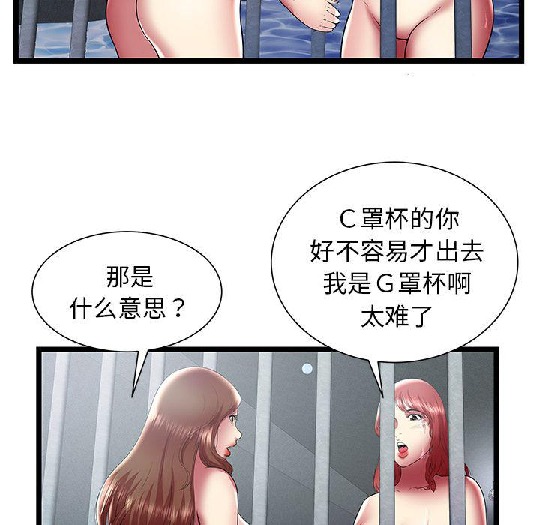 那是
什么意思？
C罩杯的你
好不容易才出去
我是G罩杯啊
太难了